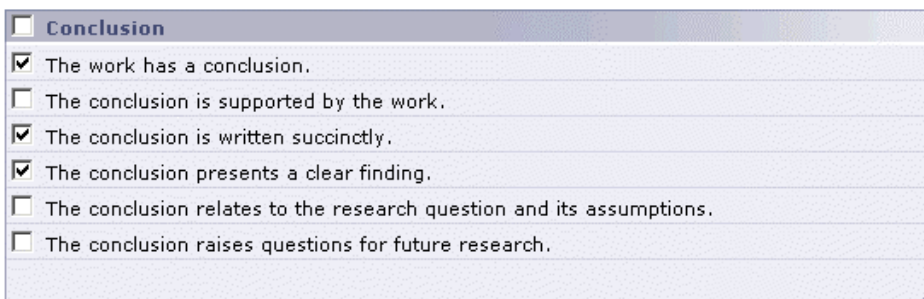 Conclusion
The work has a conclusion.
The conclusion is supported by the work.
The conclusion is written succinctly.
The conclusion presents a clear finding.
The conclusion relates to the research question and its assumptions.
The conclusion raises questions for future research.